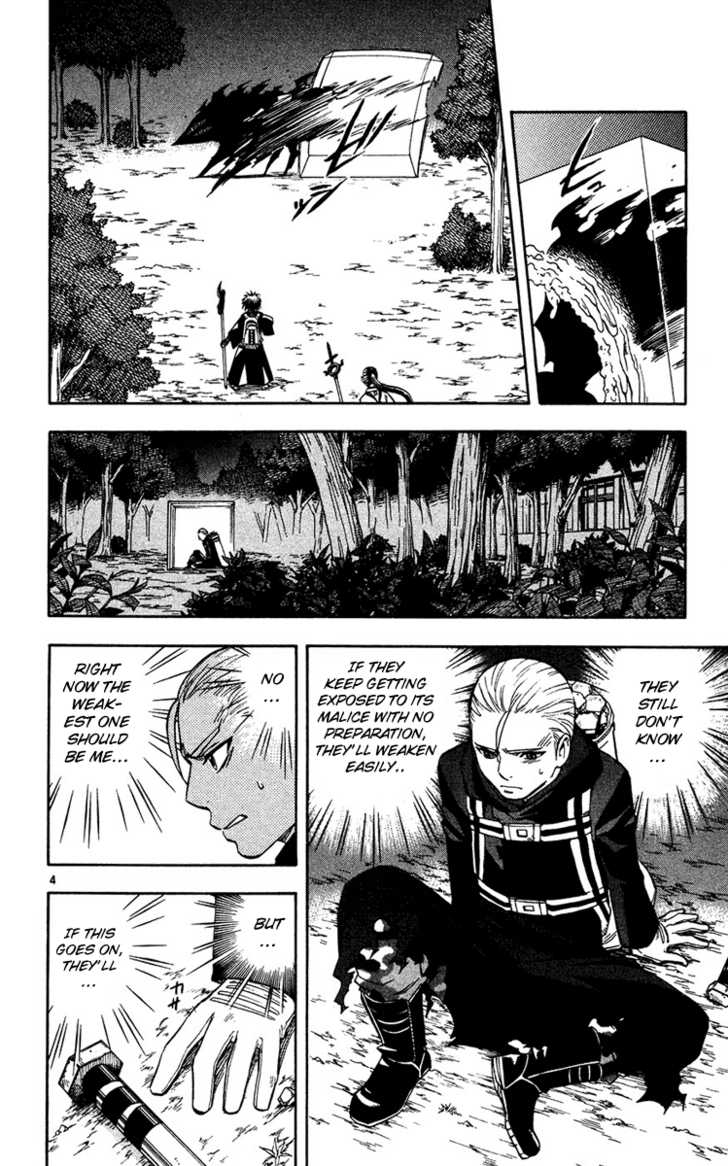 THEY
STILL
DON'T
KNOW
...
IF THEY
KEEP GETTING
EXPOSED TO ITS
MALICE WITH NO
PREPARATION,
THEY'LL WEAKEN
EASILY..
NO
...
RIGHT
NOW THE
WEAK-
EST ONE
SHOULD
BE ME...
4
BUT
...
IF THIS
GOES ON,
THEY'LL
...